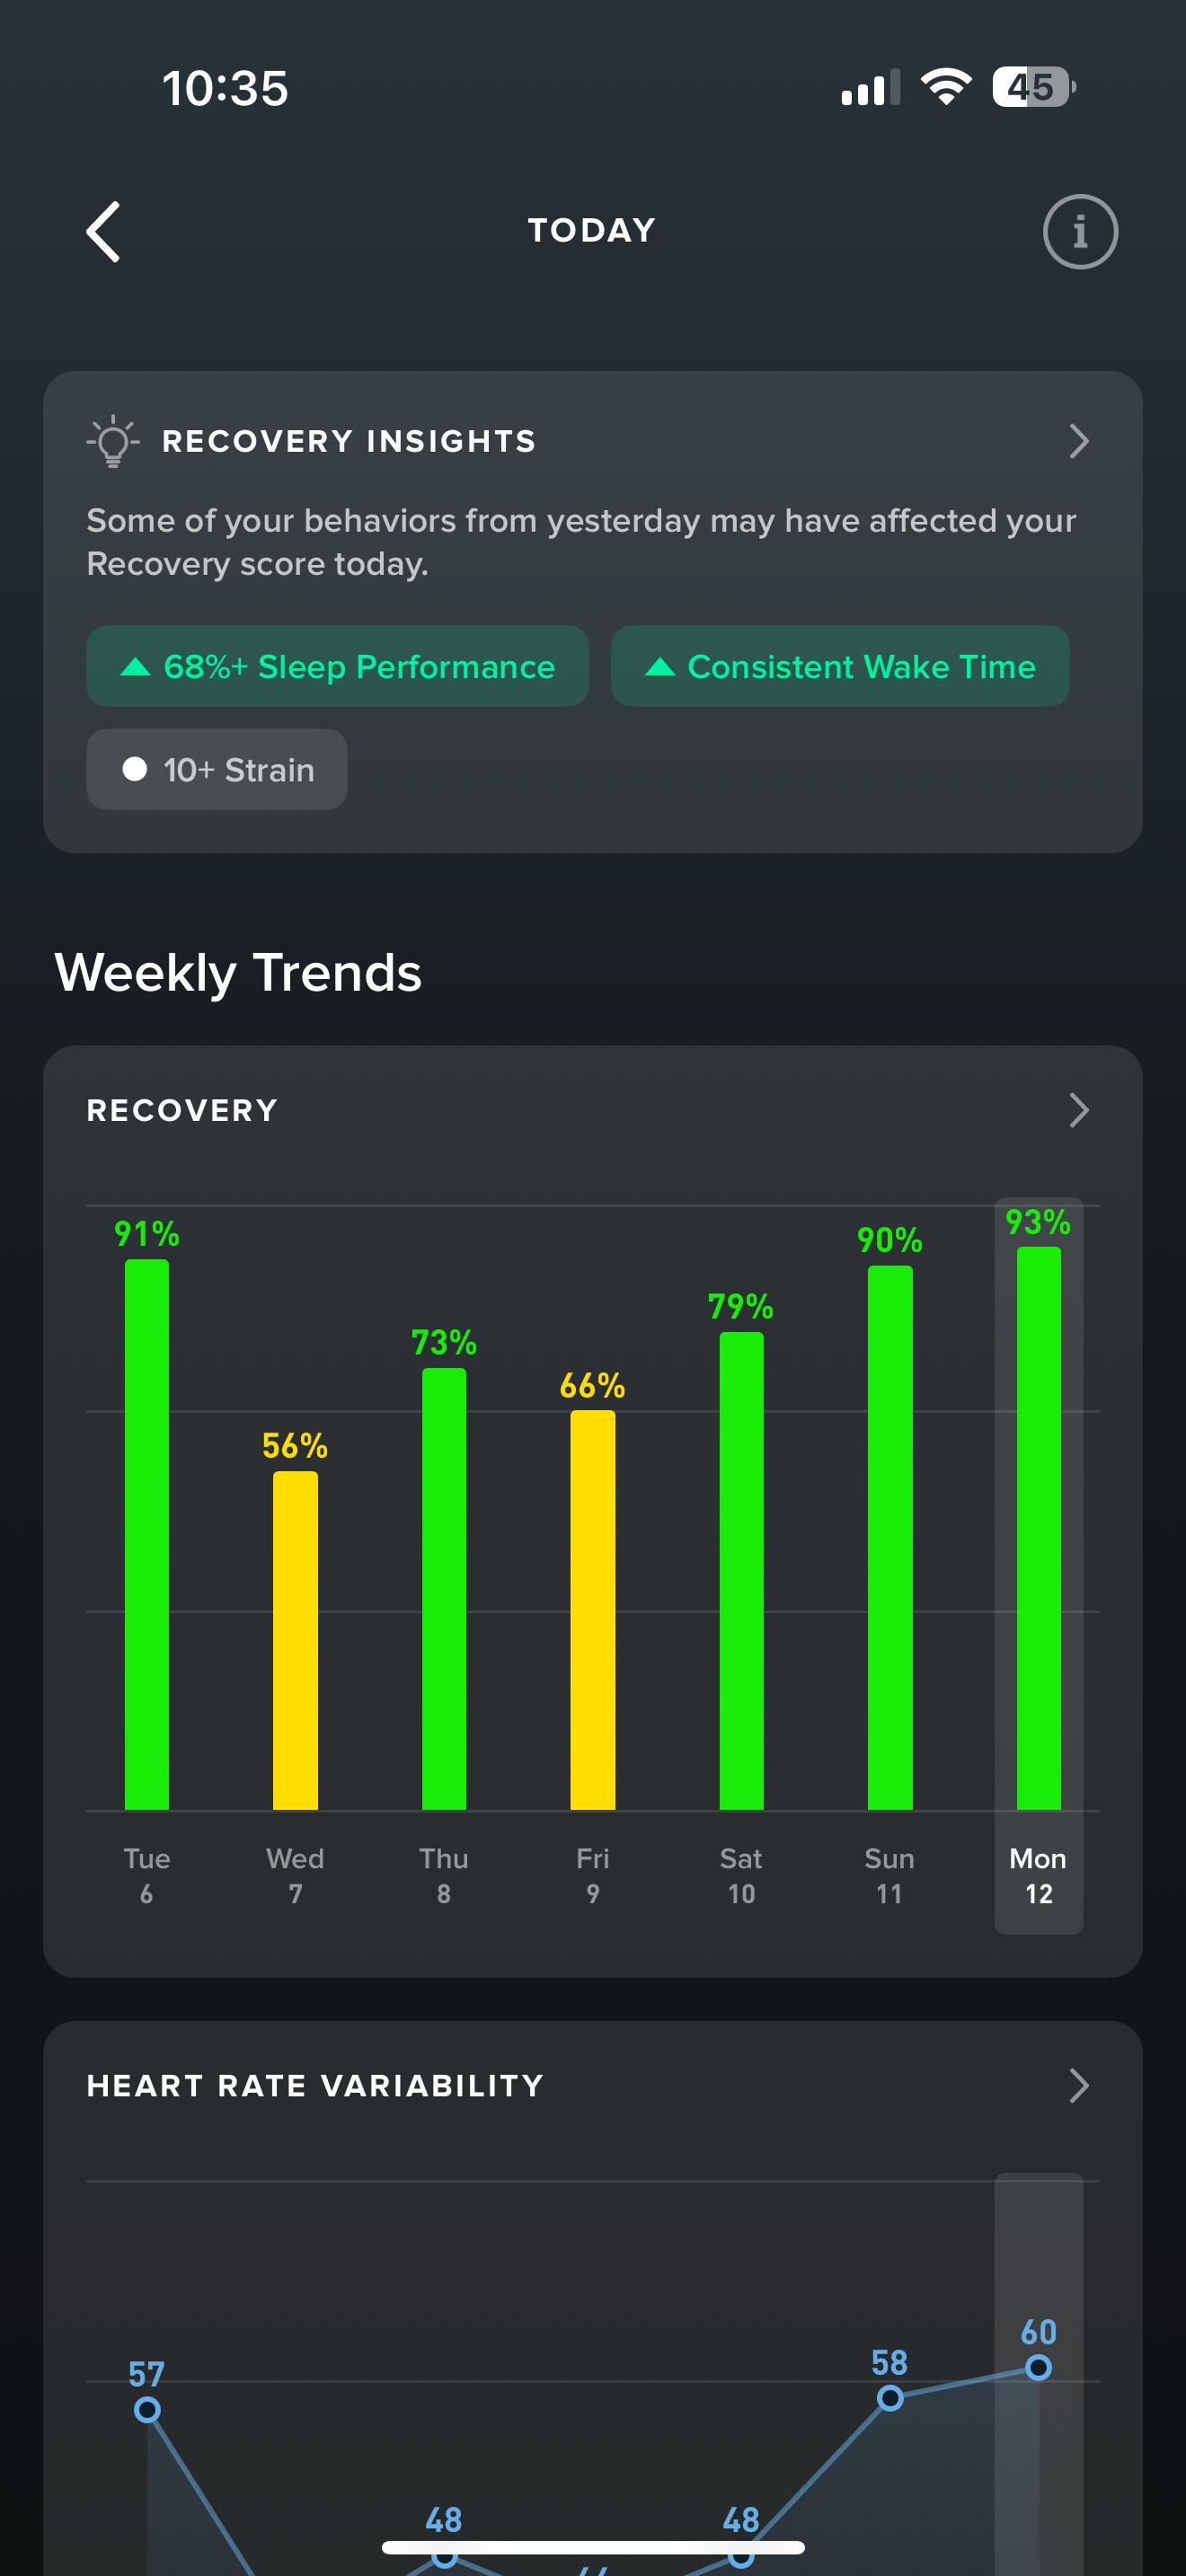 10:35
45
TODAY
i
RECOVERY INSIGHTS
Some of your behaviors from yesterday may have affected your
Recovery score today.
68%+ Sleep Performance
Consistent Wake Time
10+ Strain
Weekly Trends
RECOVERY
91%
56%
73%
66%
79%
90%
93%
Tue
6
Wed
7
Thu
8
Fri
9
Sat
10
Sun
11
Mon
12
HEART RATE VARIABILITY
57
48
48
58
60